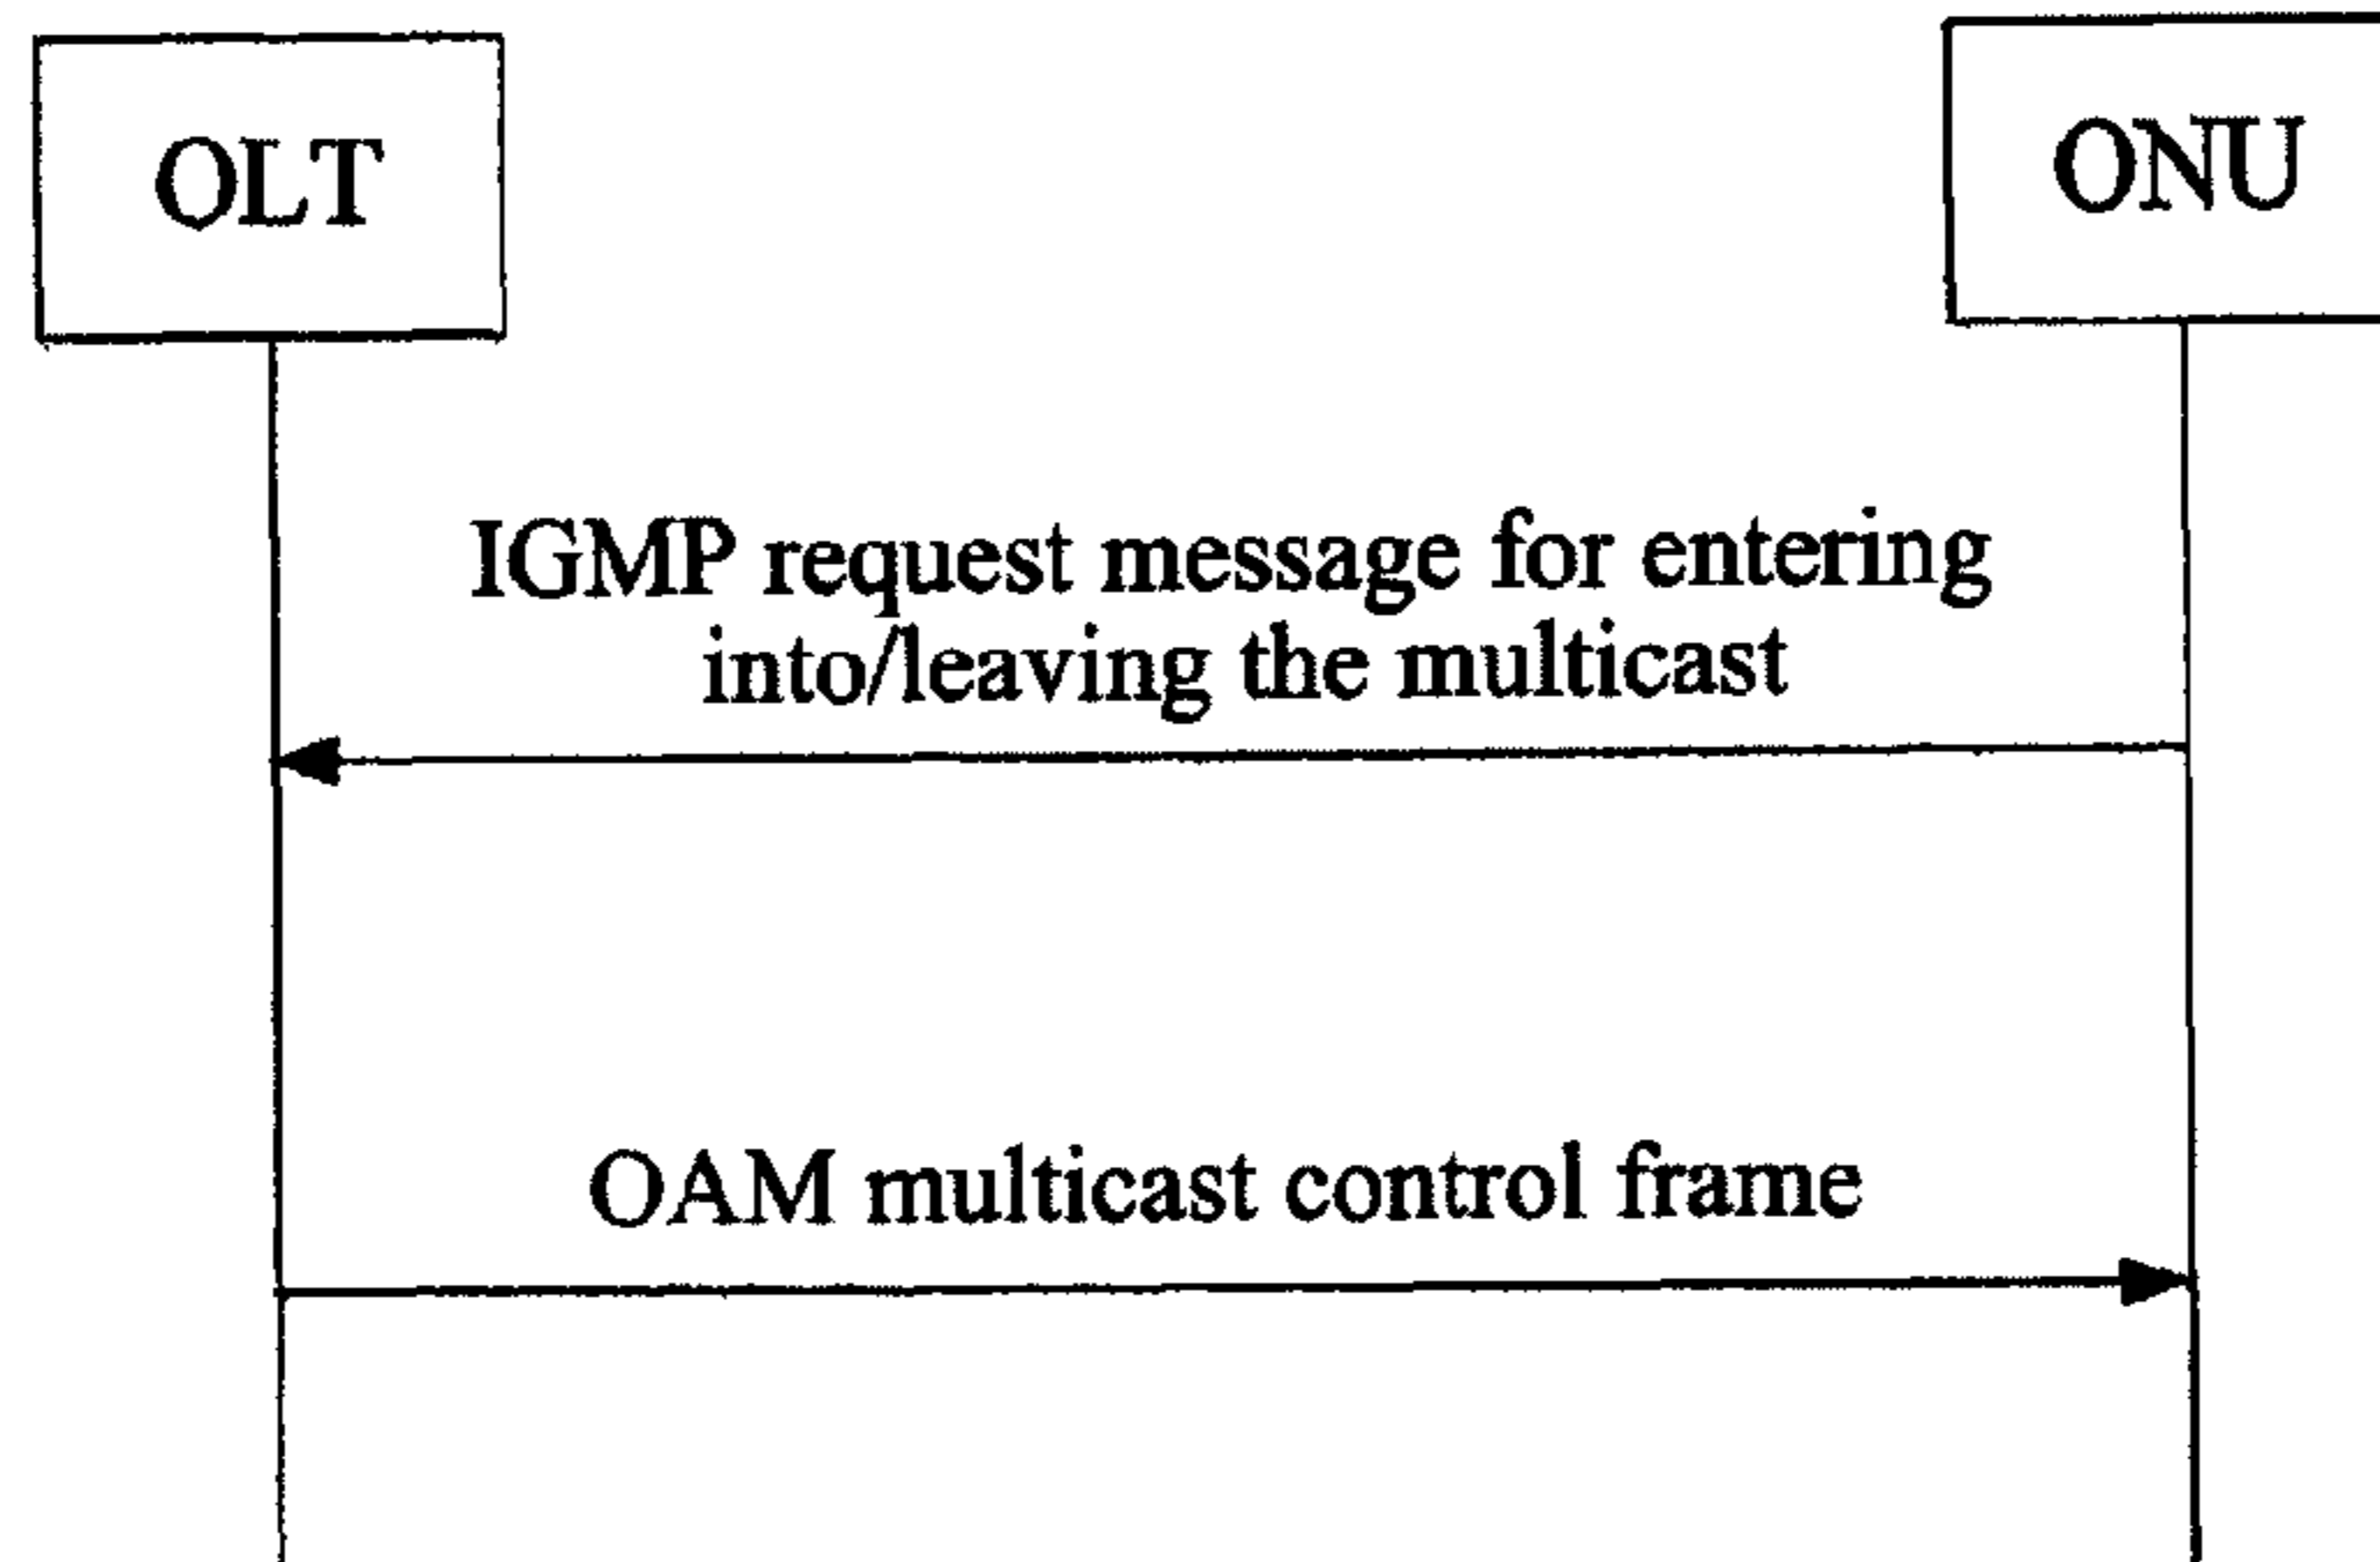 OLT
ONU
IGMP request message for entering
into/leaving the multicast
OAM multicast control frame